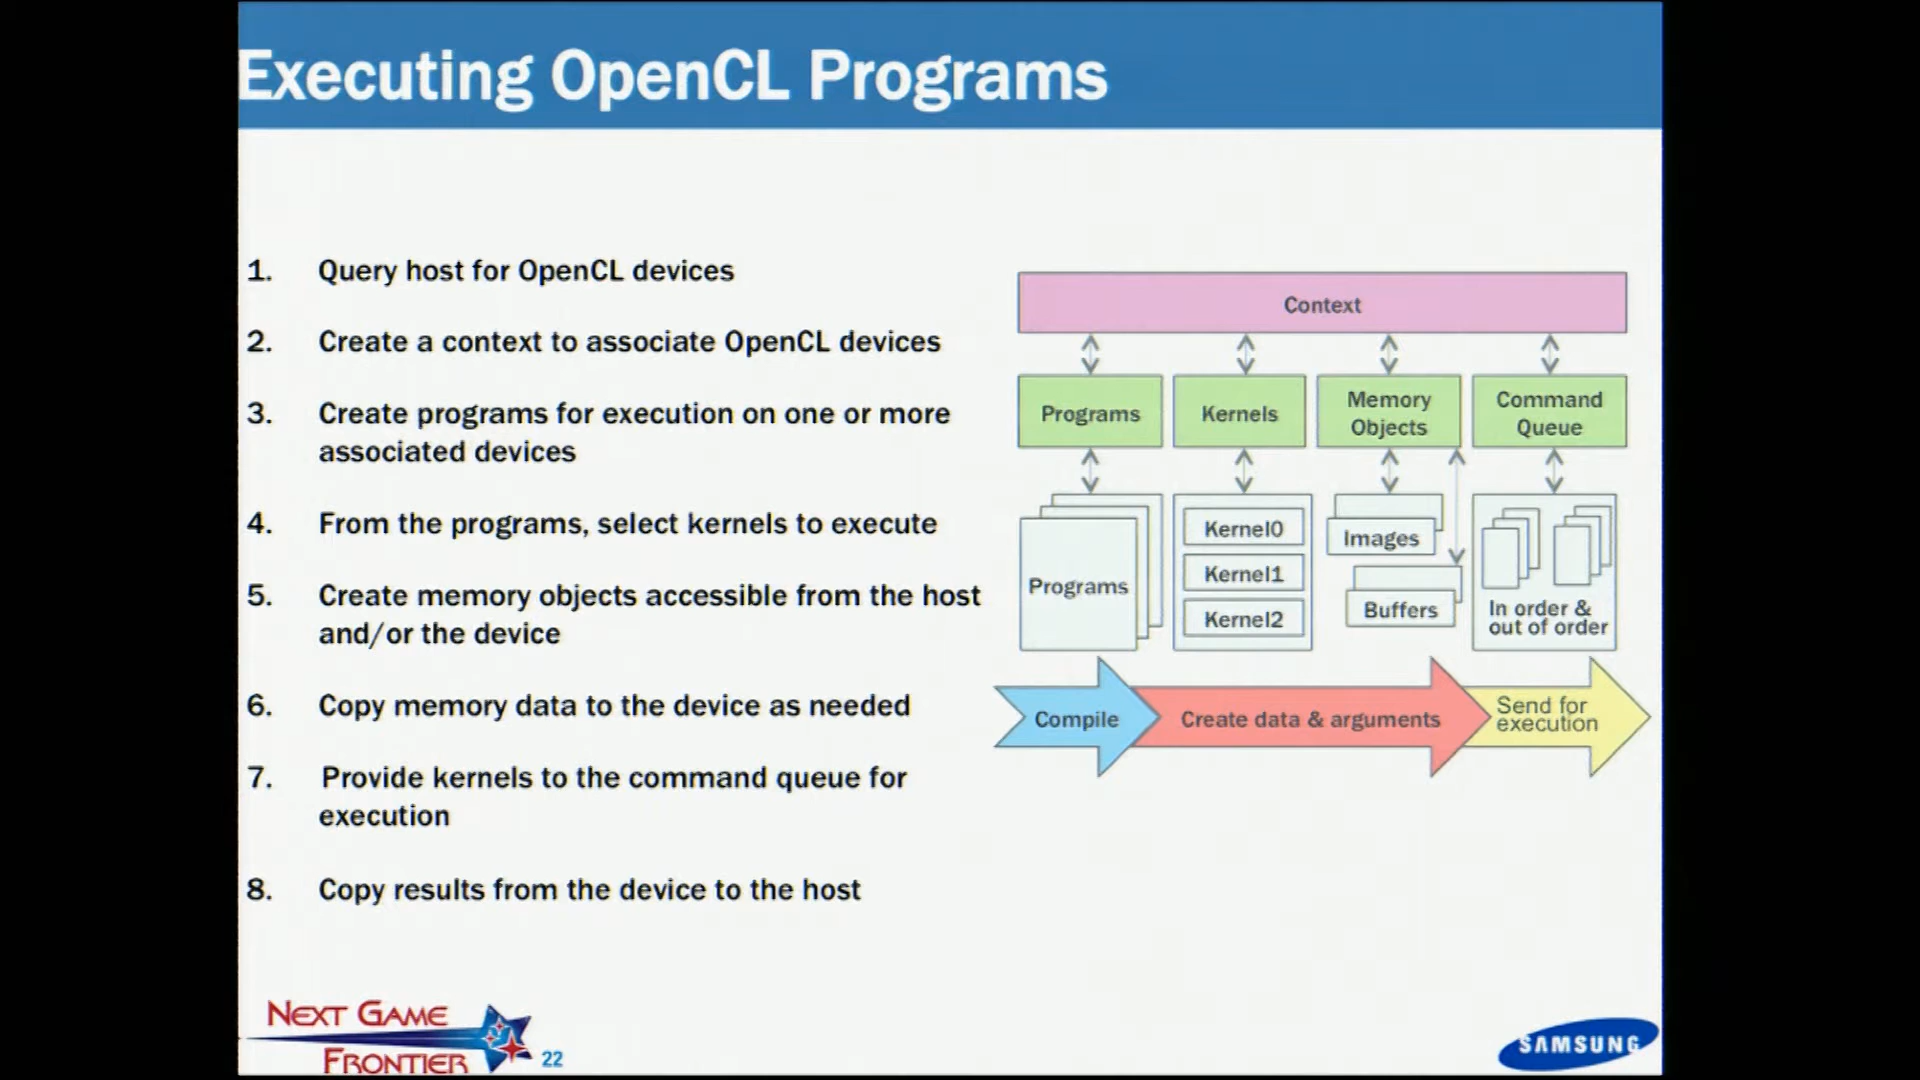 Executing OpenCL Programs
1. Query host for OpenCL devices
2. Create a context to associate OpenCL devices
3. Create programs for execution on one or more
associated devices
4. From the programs, select kernels to execute
5. Create memory objects accessible from the host
and/or the device
6. Copy memory data to the device as needed
7. Provide kernels to the command queue for
execution
8. Copy results from the device to the host
Context
Programs
Kernels
Memory
Objects
Command
Queue
Programs
Kernel0
Kernel1
Kernel2
Images
Buffers
In order &
out of order
Compile
Create data & arguments
Send for
execution
NEXT GAME
FRONTIER
22
SAMSUNG